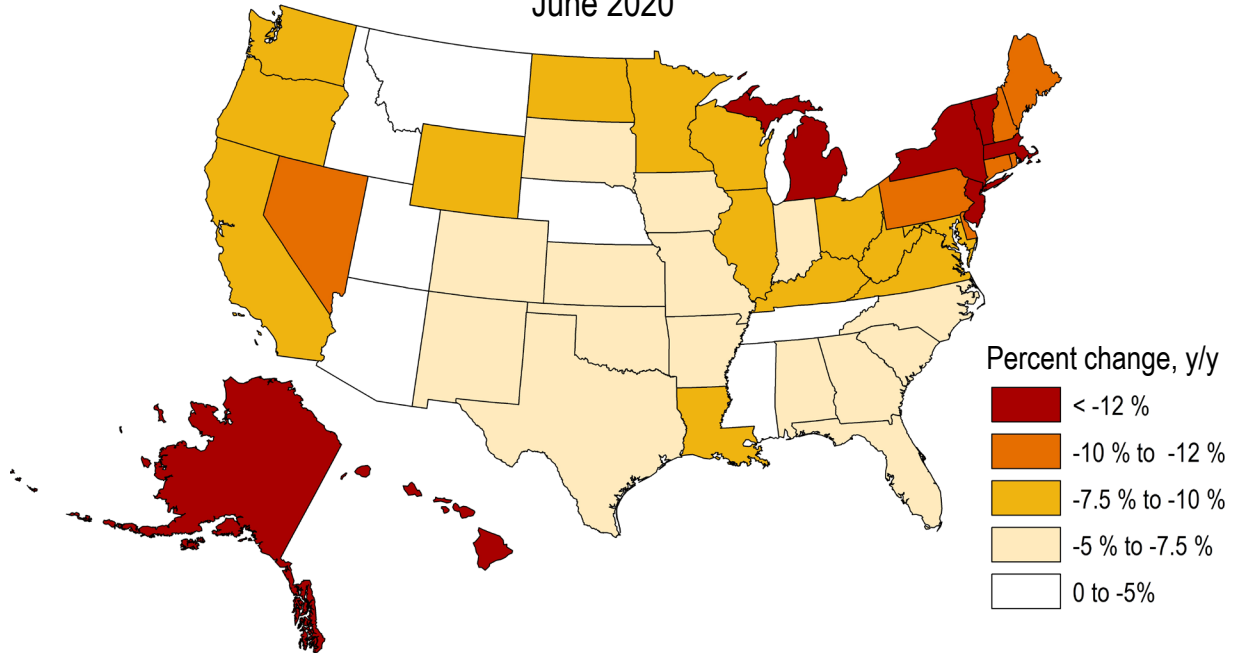 June 2020
Percent change, y/y
< -12 %
-10 % to -12 %
-7.5 % to -10 %
-5 % to -7.5 %
0 to -5%